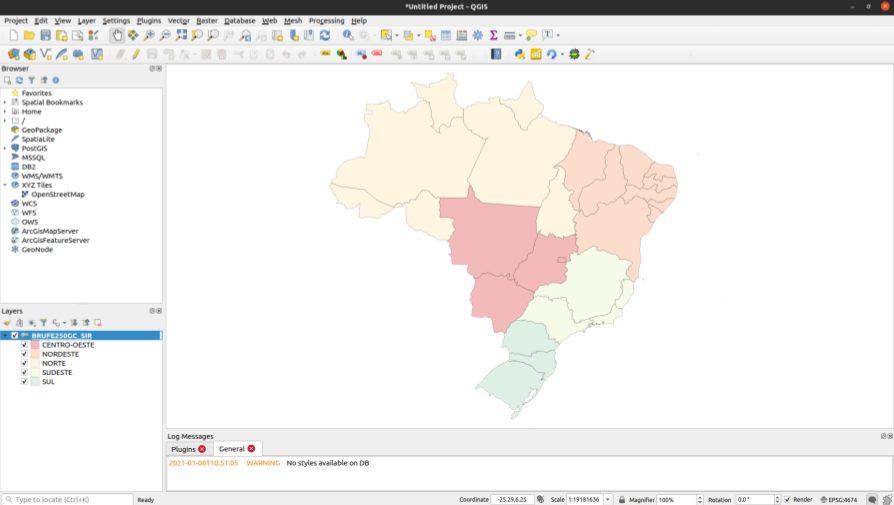 *Untitled Project - QGIS
Project Edit View Layer Settings Plugins Vector Raster Database Web Mesh Processing Help
Browser
Favorites
Spatial Bookmarks
Home
/
GeoPackage
SpatiaLite
PostGIS
MSSQL
DB2
WMS/WMTS
XYZ Tiles
OpenStreetMap
WCS
WFS
OWS
ArcGisMapServer
ArcGisFeatureServer
GeoNode
Layers
BRUFE250GC_SIR
CENTRO-OESTE
NORDESTE
NORTE
SUDESTE
SUL
Log Messages
Plugins General
2021-01-08T10:51:05 WARNING No styles available on DB
Type to locate (Ctrl+K) Ready Coordinate -25.29,6.25 Scale 1:19181636 Magnifier 100% Rotation 0,0° Render EPSG:4674